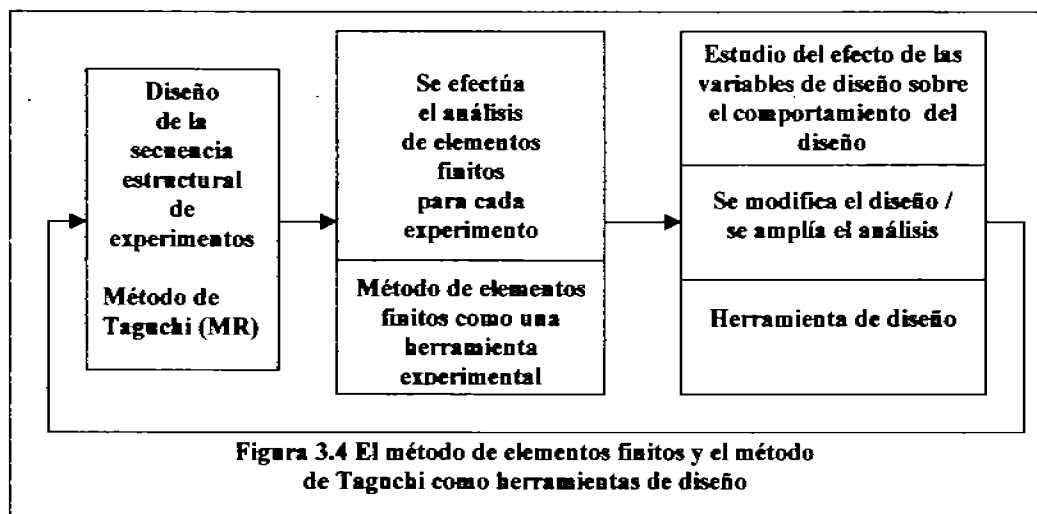 Diseño
de la
secuencia
estructural
de
experimentos
Método de
Taguchi (MR)
Se efectúa
el análisis
de elementos
finitos
para cada
experimento
Método de elementos
finitos como una
herramienta
experimental
Estudio del efecto de las
variables de diseño sobre
el comportamiento del
diseño
Se modifica el diseño /
se amplía el análisis
Herramienta de diseño
Figura 3.4 El método de elementos finitos y el método
de Taguchi como herramientas de diseño